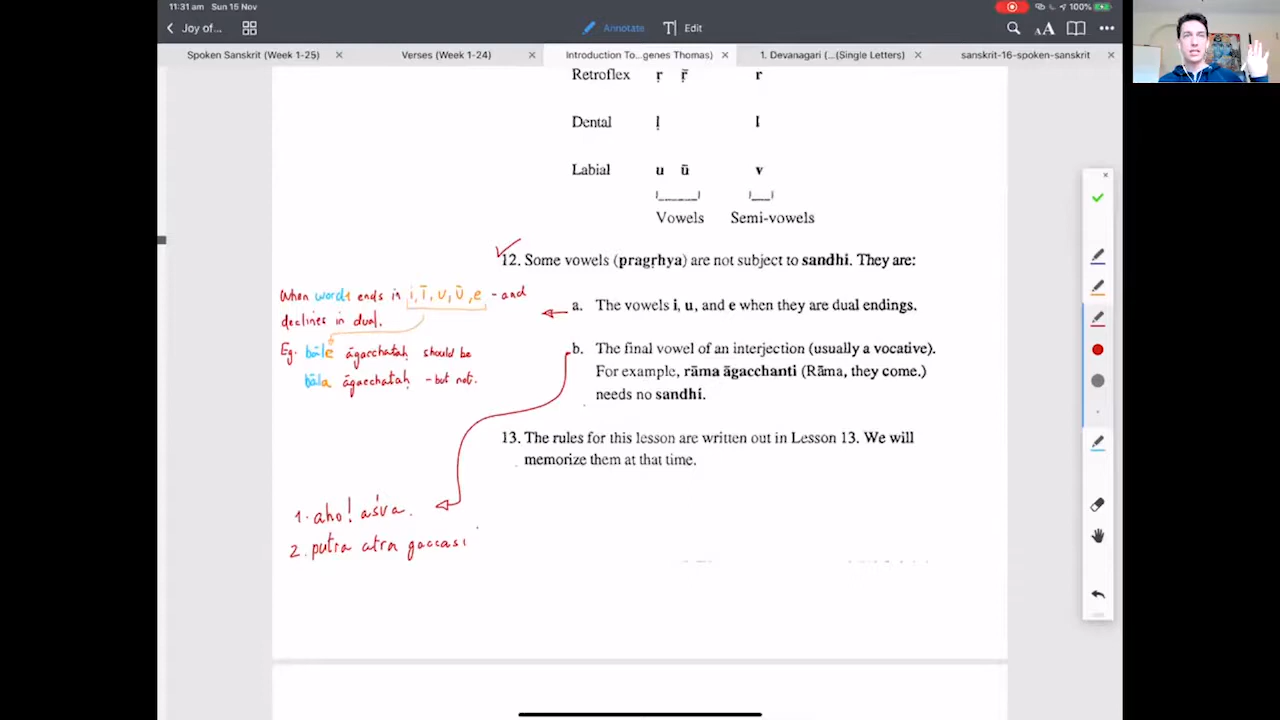 11:31 am Sun 15 Nov 100%
Joy of... Annotate Edit AA
Spoken Sanskrit (Week 1-25) Verses (Week 1-24) Introduction To...genes Thomas) 1. Devanagari (...(Single Letters) sanskrit-16-spoken-sanskrit
Retroflex ṛ ṝ r
Dental ḷ l
Labial u ū v
Vowels Semi-vowels
12. Some vowels (pragṛhya) are not subject to sandhi. They are:
a. The vowels i, u, and e when they are dual endings.
b. The final vowel of an interjection (usually a vocative).
For example, rāma āgacchanti (Rāma, they come.)
needs no sandhi.
13. The rules for this lesson are written out in Lesson 13. We will
memorize them at that time.
When words ends in i, ī, u, ū, e - and
declines in dual.
Eg. bāle āgacchataḥ should be
bāla āgacchataḥ - but not.
1. aho! aśva.
2. putra atra gaccasi